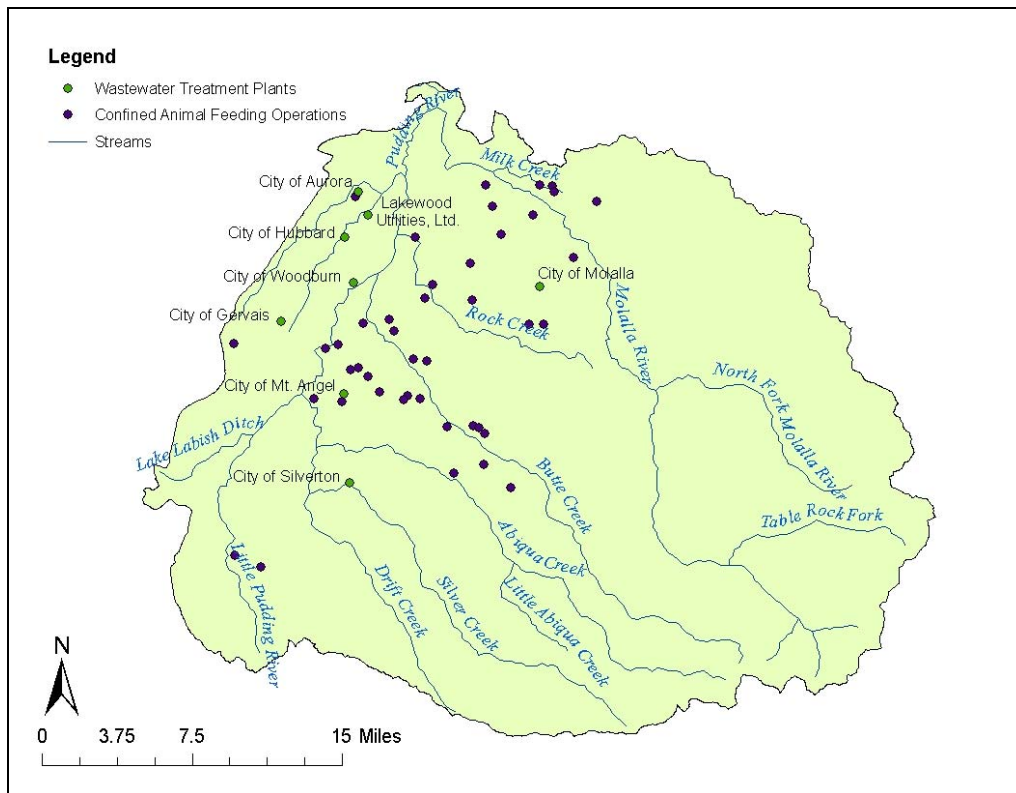 Legend
Wastewater Treatment Plants
Confined Animal Feeding Operations
Streams
Pudding River
Milk Creek
City of Aurora
Lakewood
Utilities, Ltd.
City of Hubbard
City of Woodburn
City of Molalla
City of Gervais
Rock Creek
Molalla River
North Fork Molalla River
City of Mt. Angel
Lake Labish Ditch
City of Silverton
Butte Creek
Table Rock Fork
Abiqua Creek
Little Pudding River
Drift Creek
Silver Creek
Little Abiqua Creek
N
0 3.75 7.5 15 Miles